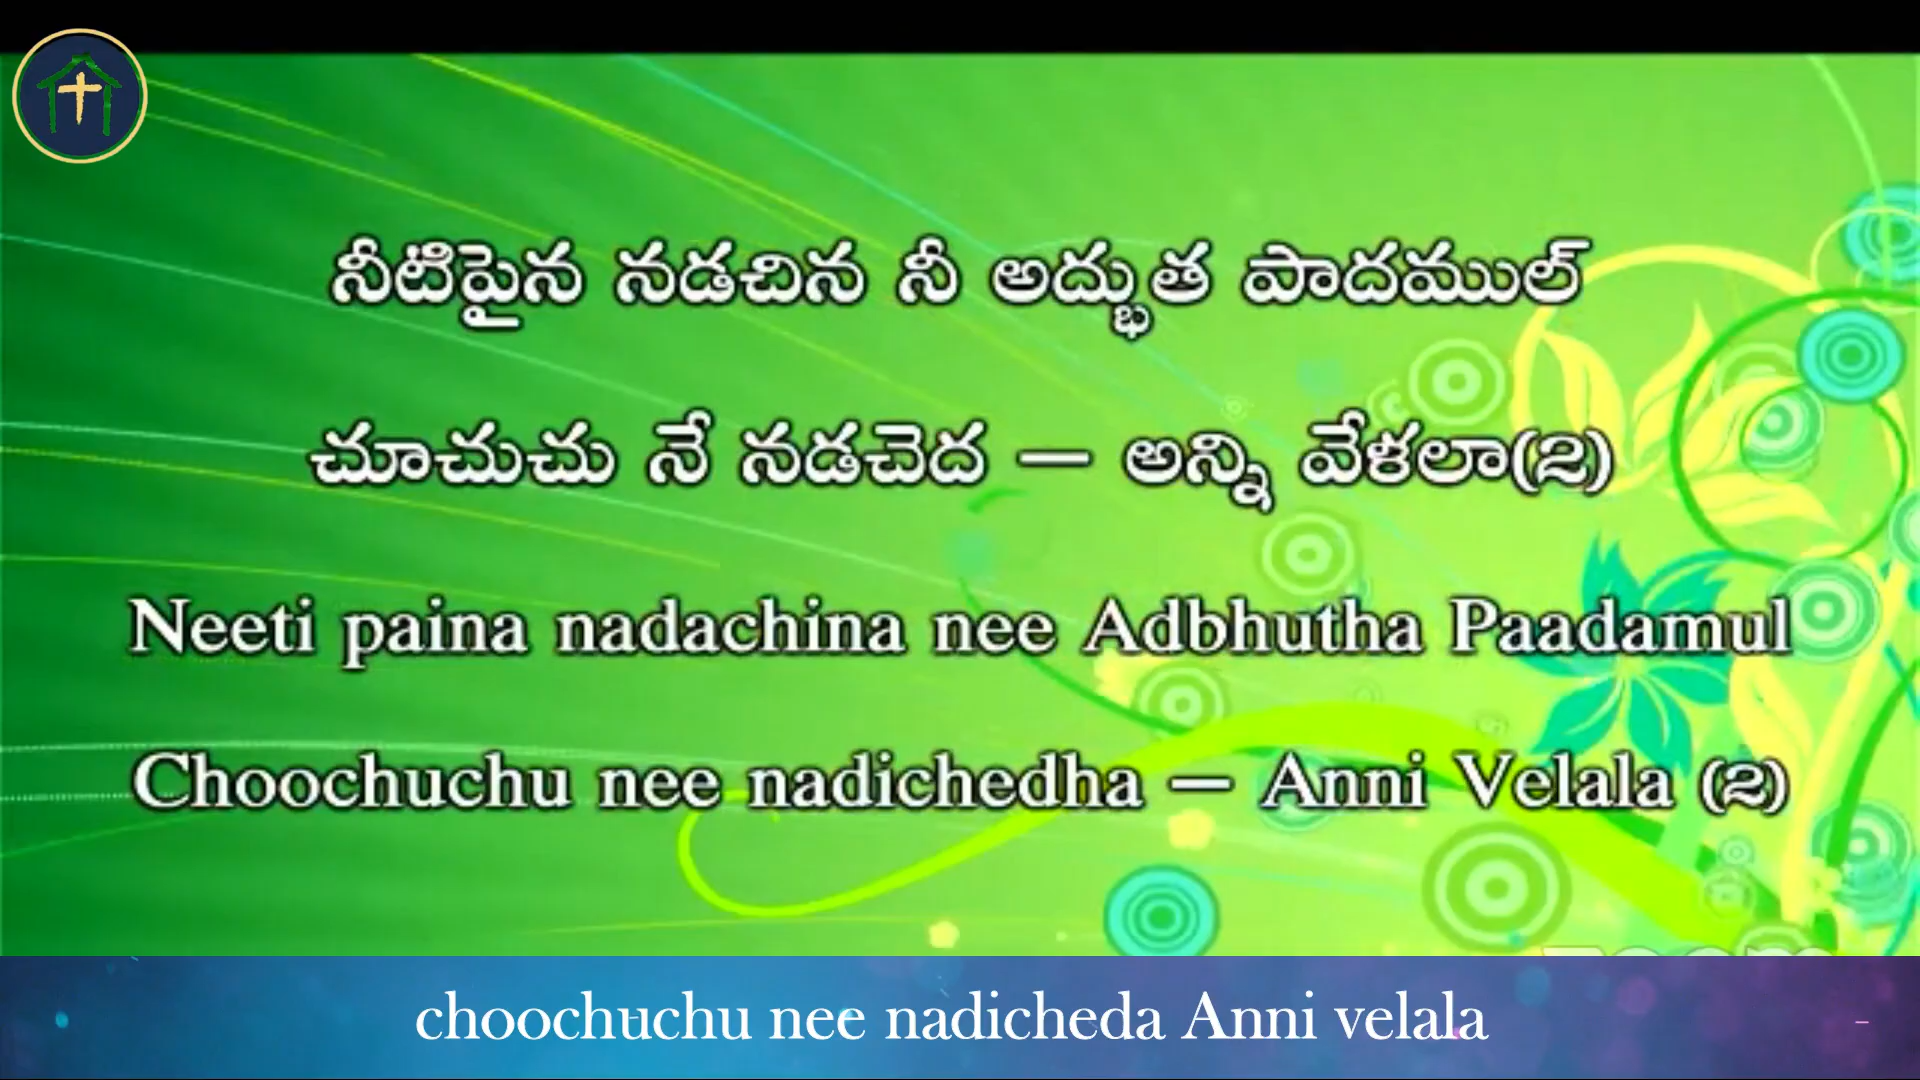 నీటిపైన నడచిన నీ అద్భుత పాదముల్
చూచుచు నే నడచెద – అన్ని వేళలా(2)
Neeti paina nadachina nee Adbhutha Paadamul
Choochuchu nee nadichedha – Anni Velala (2)
choochuchu nee nadicheda Anni velala